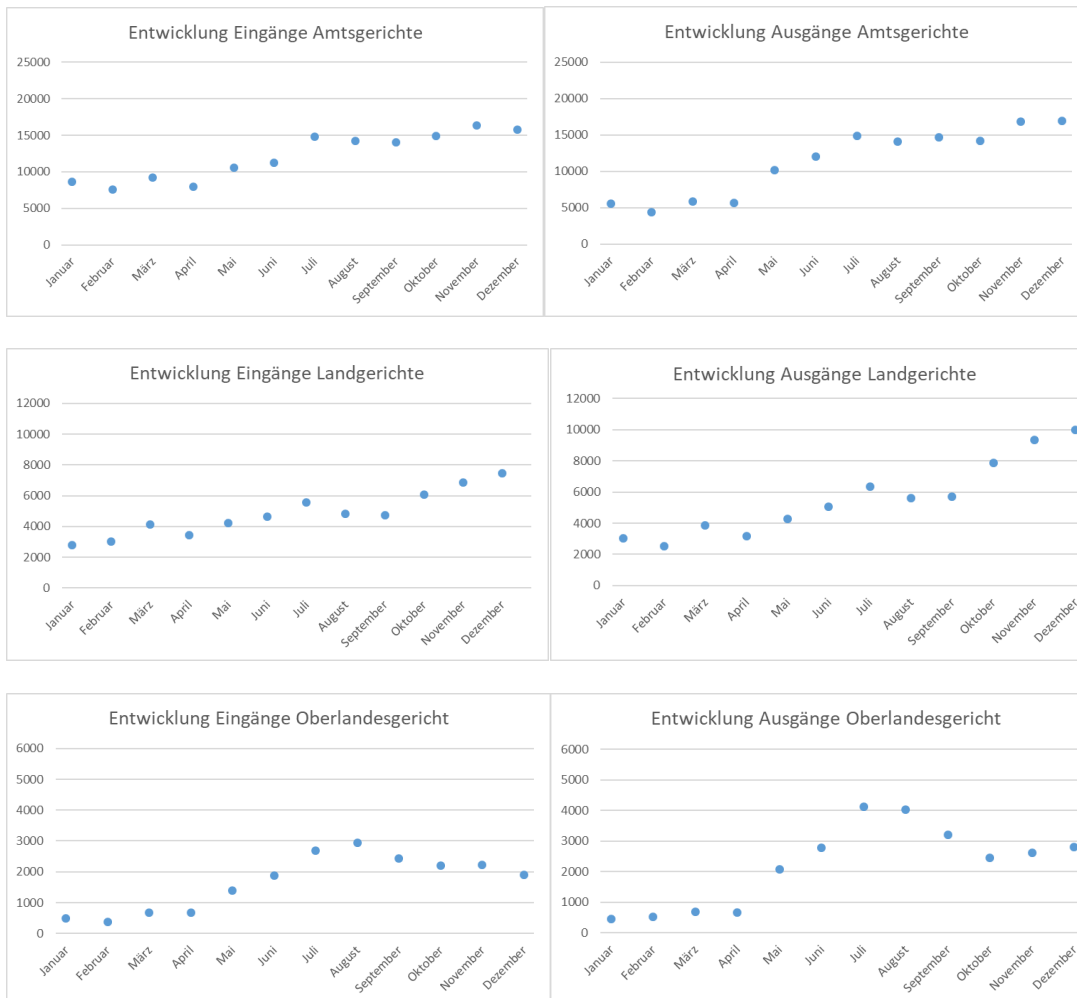 Entwicklung Eingänge Amtsgerichte
25000
20000
15000
10000
5000
0
Januar
Februar
März
April
Mai
Juni
Juli
August
September
Oktober
November
Dezember
Entwicklung Ausgänge Amtsgerichte
25000
20000
15000
10000
5000
0
Januar
Februar
März
April
Mai
Juni
Juli
August
September
Oktober
November
Dezember
Entwicklung Eingänge Landgerichte
12000
10000
8000
6000
4000
2000
0
Januar
Februar
März
April
Mai
Juni
Juli
August
September
Oktober
November
Dezember
Entwicklung Ausgänge Landgerichte
12000
10000
8000
6000
4000
2000
0
Januar
Februar
März
April
Mai
Juni
Juli
August
September
Oktober
November
Dezember
Entwicklung Eingänge Oberlandesgericht
6000
5000
4000
3000
2000
1000
0
Januar
Februar
März
April
Mai
Juni
Juli
August
September
Oktober
November
Dezember
Entwicklung Ausgänge Oberlandesgericht
6000
5000
4000
3000
2000
1000
0
Januar
Februar
März
April
Mai
Juni
Juli
August
September
Oktober
November
Dezember